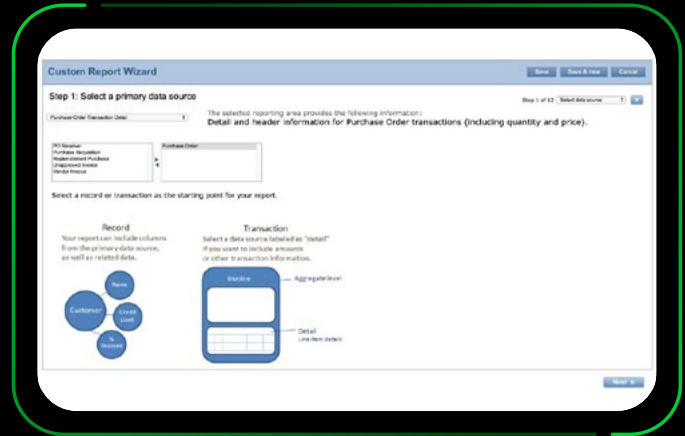 Custom Report Wizard
Save
Save & new
Cancel
Step 1: Select a primary data source
Step 1 of 12
Select data source
Purchase Order Transaction Detail
The selected reporting area provides the following information:
Detail and header information for Purchase Order transactions (including quantity and price).
PO Receiver
Purchase Requisition
Replenishment Purchase
Unapproved Invoice
Vendor Invoice
Purchase Order
Select a record or transaction as the starting point for your report.
Record
Your report can include columns
from the primary data source,
as well as related data.
Name
Customer
Credit
Limit
%
Discount
Transaction
Select a data source labeled as "detail"
if you want to include amounts
or other transaction information.
Invoice
Aggregate level
Detail
Line item details
Next